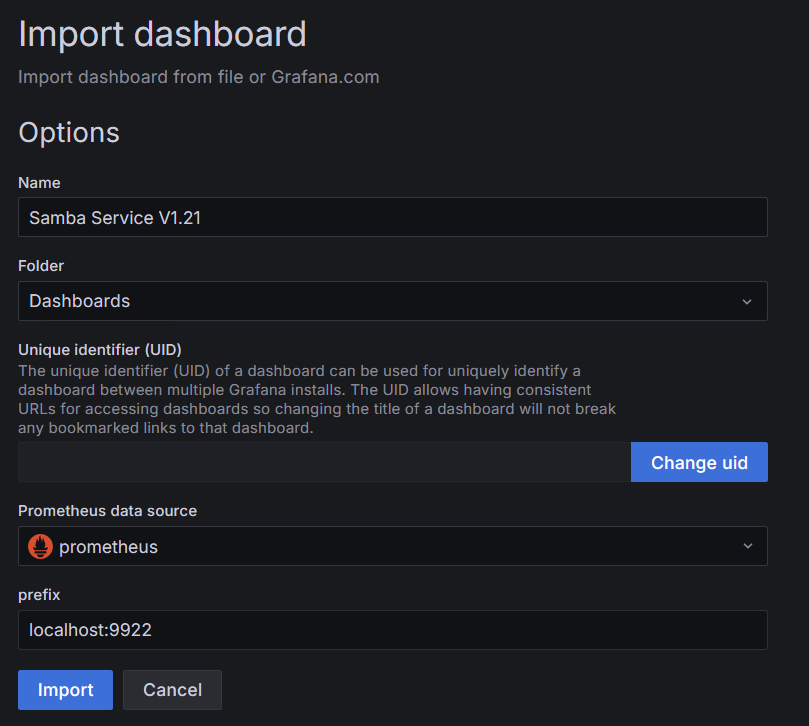 Import dashboard
Import dashboard from file or Grafana.com
Options
Name
Samba Service V1.21
Folder
Dashboards
Unique identifier (UID)
The unique identifier (UID) of a dashboard can be used for uniquely identify a
dashboard between multiple Grafana installs. The UID allows having consistent
URLs for accessing dashboards so changing the title of a dashboard will not break
any bookmarked links to that dashboard.
Change uid
Prometheus data source
prometheus
prefix
localhost:9922
Import Cancel